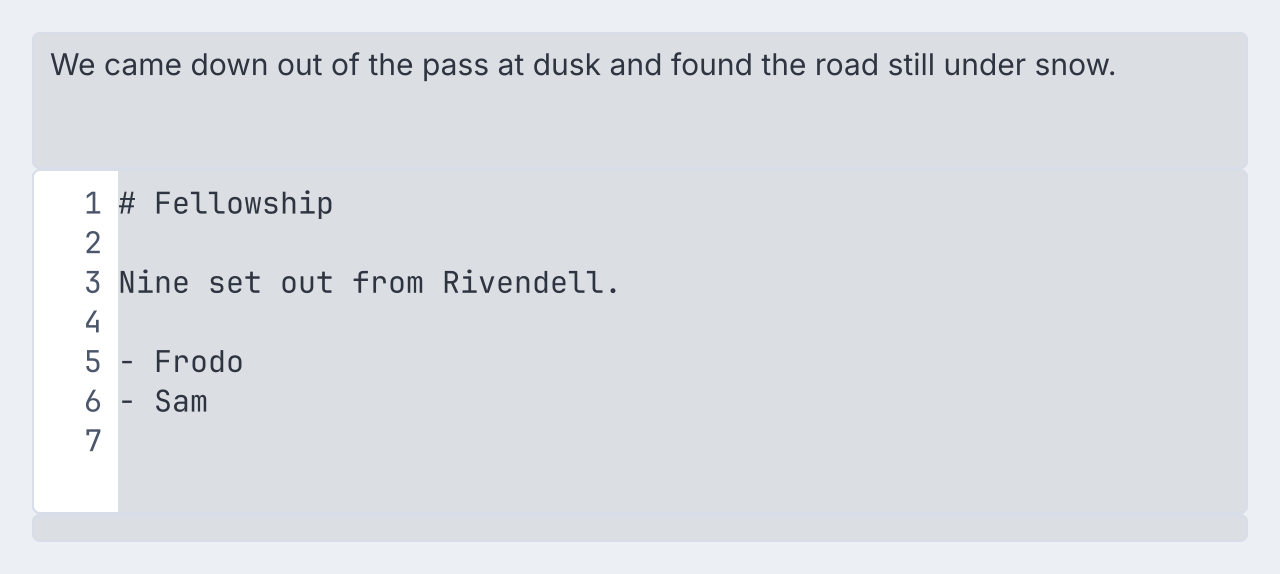 We came down out of the pass at dusk and found the road still under snow.
1 # Fellowship
2
3 Nine set out from Rivendell.
4
5 - Frodo
6 - Sam
7